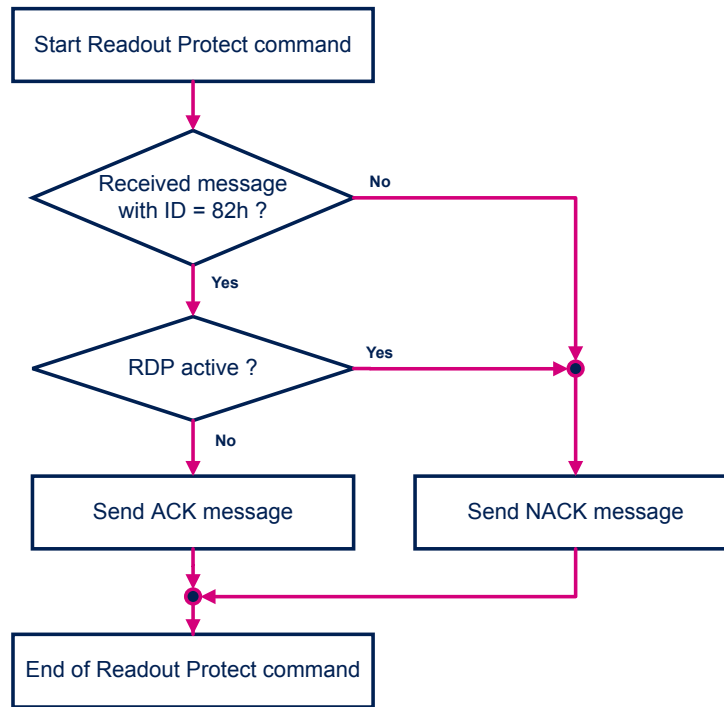 Start Readout Protect command
Received message
with ID = 82h ?
No
Yes
RDP active ?
Yes
No
Send ACK message
Send NACK message
End of Readout Protect command